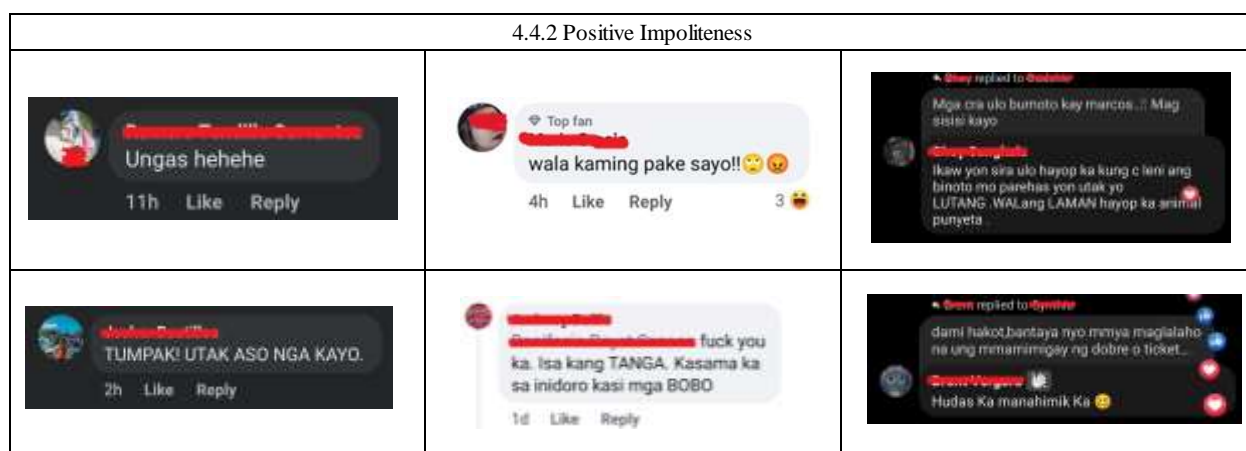 4.4.2 Positive Impoliteness
Ungas hehehe
11h Like Reply
Top fan
wala kaming pake sayo!!🙄😡
4h Like Reply 3 😆
replied to
Mga cra ulo bumoto kay marcos..!! Mag
sisisi kayo
Ikaw yon sira ulo hayop ka kung c leni ang
binoto mo parehas yon utak yo
LUTANG .WALang LAMAN hayop ka animal
punyeta
TUMPAK! UTAK ASO NGA KAYO.
2h Like Reply
fuck you
ka. Isa kang TANGA. Kasama ka
sa inidoro kasi mga BOBO
1d Like Reply
replied to
dami hakot,bantaya nyo mmya maglalaho
na ung mmamimigay ng dobre o ticket...
Hudas Ka manahimik Ka